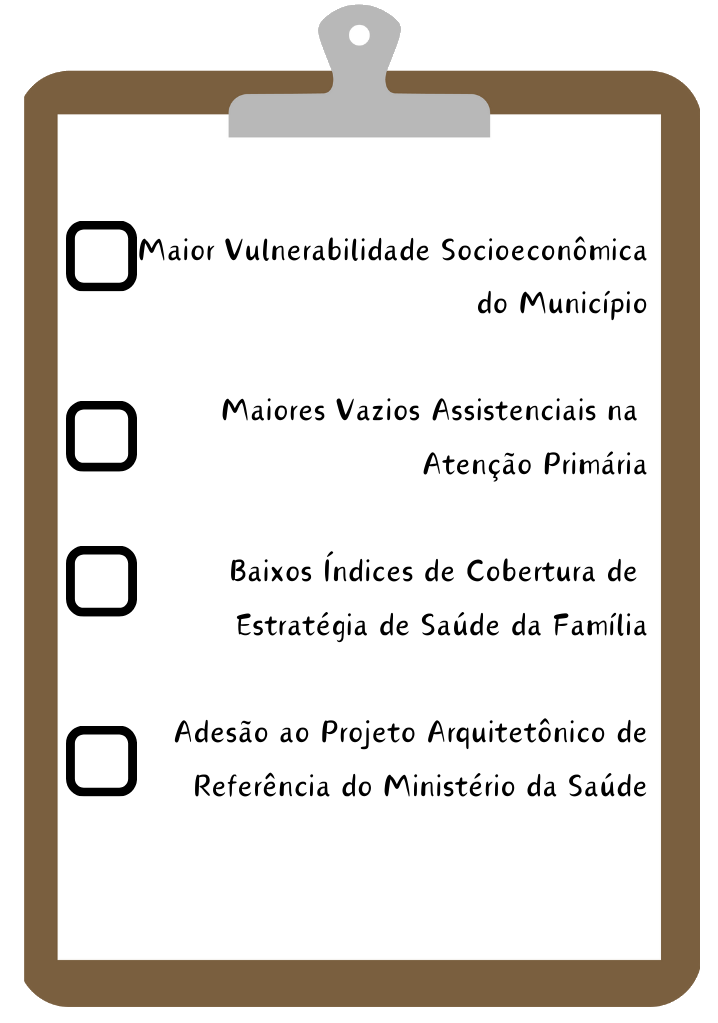 Maior Vulnerabilidade Socioeconômica
do Município
Maiores Vazios Assistenciais na
Atenção Primária
Baixos Índices de Cobertura de
Estratégia de Saúde da Família
Adesão ao Projeto Arquitetônico de
Referência do Ministério da Saúde